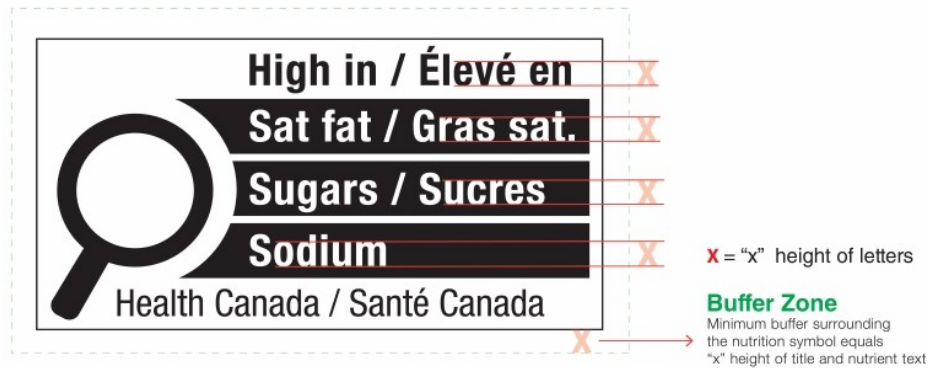 High in / Élevé en X
Sat fat / Gras sat. X
Sugars / Sucres X
Sodium X
Health Canada / Santé Canada
X
X = “x” height of letters
Buffer Zone
Minimum buffer surrounding
the nutrition symbol equals
“x” height of title and nutrient text